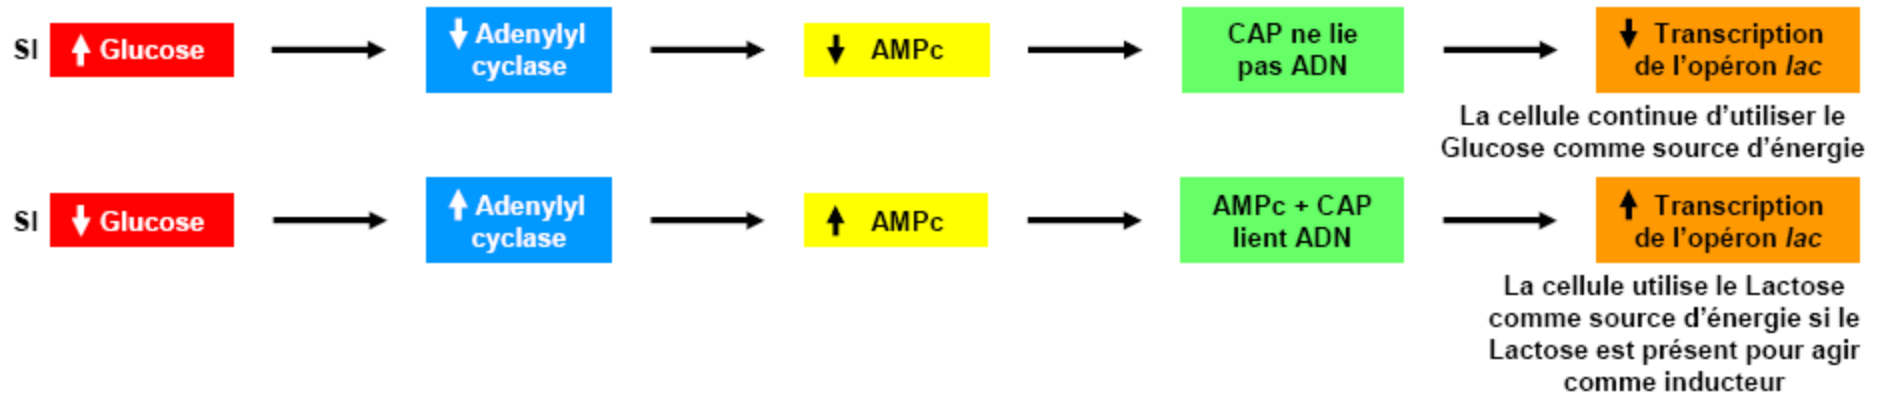 SI ↑ Glucose
↓ Adenylyl
cyclase
↓ AMPc
CAP ne lie
pas ADN
↓ Transcription
de l'opéron lac
La cellule continue d'utiliser le
Glucose comme source d'énergie
SI ↓ Glucose
↑ Adenylyl
cyclase
↑ AMPc
AMPc + CAP
lient ADN
↑ Transcription
de l'opéron lac
La cellule utilise le Lactose
comme source d'énergie si le
Lactose est présent pour agir
comme inducteur